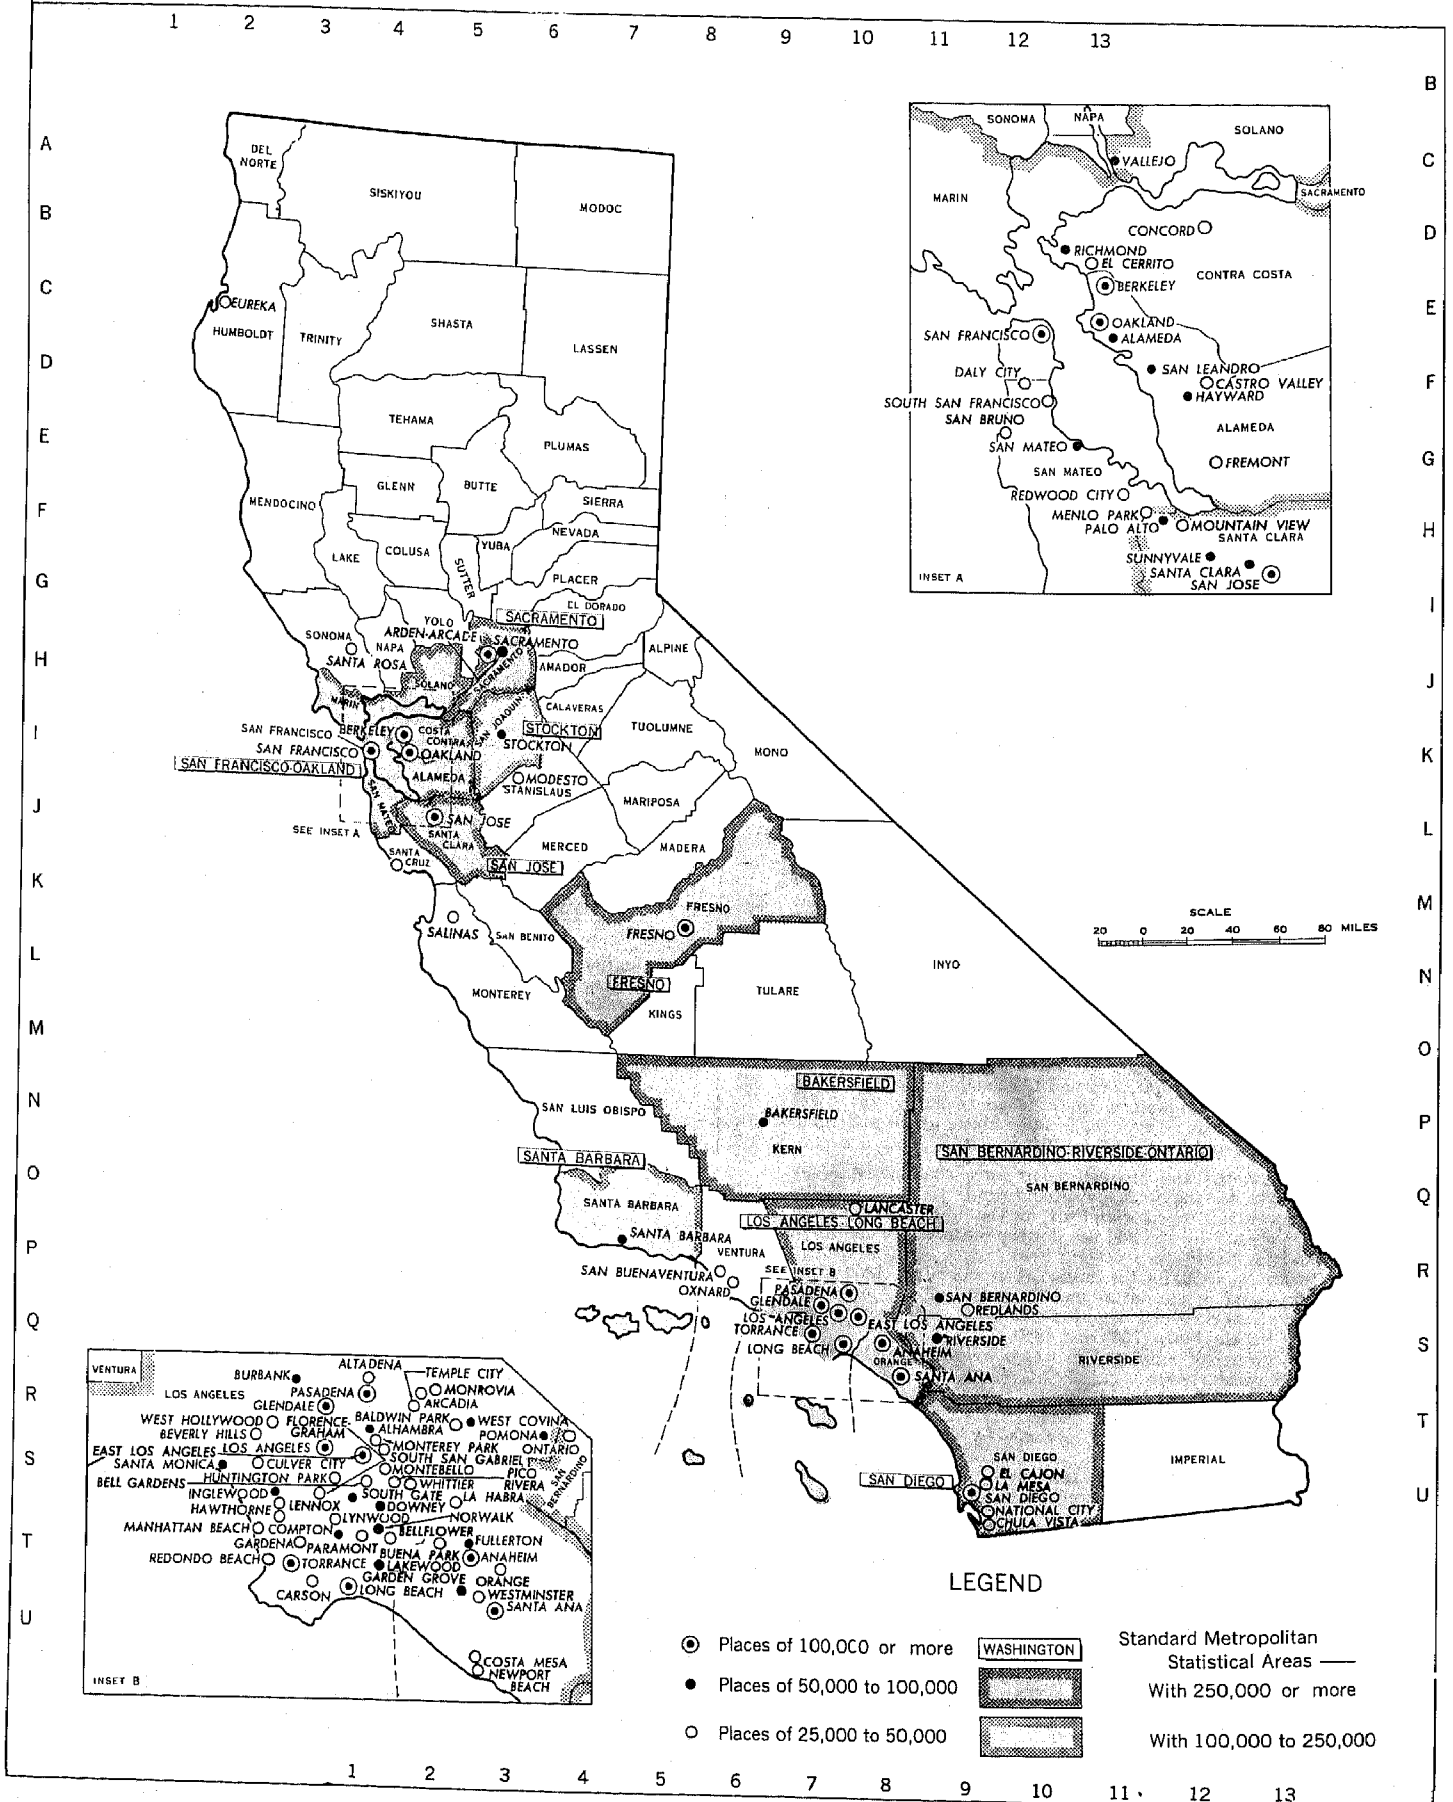 1 2 3 4 5 6 7 8 9 10 11 12 13
A
B
C
D
E
F
G
H
I
J
K
L
M
N
O
P
Q
R
S
T
U
B
C
D
E
F
G
H
I
J
K
L
M
N
O
P
Q
R
S
T
U
DEL
NORTE
SISKIYOU
MODOC
EUREKA
HUMBOLDT
TRINITY
SHASTA
LASSEN
TEHAMA
PLUMAS
GLENN
BUTTE
SIERRA
MENDOCINO
NEVADA
LAKE
COLUSA
YUBA
SUTTER
PLACER
EL DORADO
YOLO
SACRAMENTO
ARDEN-ARCADE
SACRAMENTO
SONOMA
NAPA
SANTA ROSA
SACRAMENTO
AMADOR
ALPINE
SOLANO
MARIN
CALAVERAS
SAN JOAQUIN
SAN FRANCISCO
BERKELEY
CONTRA
COSTA
STOCKTON
STOCKTON
TUOLUMNE
MONO
SAN FRANCISCO
OAKLAND
SAN FRANCISCO-OAKLAND
ALAMEDA
MODESTO
STANISLAUS
SAN MATEO
MARIPOSA
SEE INSET A
SAN JOSE
SANTA
CLARA
SANTA
CRUZ
SAN JOSE
MERCED
MADERA
SALINAS
SAN BENITO
FRESNO
FRESNO
FRESNO
MONTEREY
KINGS
TULARE
INYO
SCALE
20 0 20 40 60 80 MILES
BAKERSFIELD
SAN LUIS OBISPO
BAKERSFIELD
KERN
SAN BERNARDINO-RIVERSIDE-ONTARIO
SAN BERNARDINO
SANTA BARBARA
SANTA BARBARA
SANTA BARBARA
LANCASTER
LOS ANGELES-LONG BEACH
LOS ANGELES
VENTURA
SAN BUENAVENTURA
OXNARD
SEE INSET B
PASADENA
GLENDALE
LOS ANGELES
EAST LOS ANGELES
TORRANCE
LONG BEACH
ANAHEIM
ORANGE
SANTA ANA
SAN BERNARDINO
REDLANDS
RIVERSIDE
RIVERSIDE
SAN DIEGO
SAN DIEGO
EL CAJON
LA MESA
SAN DIEGO
NATIONAL CITY
CHULA VISTA
IMPERIAL
SONOMA
NAPA
SOLANO
VALLEJO
MARIN
SACRAMENTO
CONCORD
RICHMOND
EL CERRITO
CONTRA COSTA
BERKELEY
OAKLAND
SAN FRANCISCO
ALAMEDA
SAN LEANDRO
DALY CITY
CASTRO VALLEY
HAYWARD
SOUTH SAN FRANCISCO
SAN BRUNO
ALAMEDA
SAN MATEO
SAN MATEO
FREMONT
REDWOOD CITY
MENLO PARK
PALO ALTO
MOUNTAIN VIEW
SANTA CLARA
SUNNYVALE
SANTA CLARA
SAN JOSE
INSET A
VENTURA
ALTADENA
BURBANK
TEMPLE CITY
LOS ANGELES
PASADENA
MONROVIA
GLENDALE
ARCADIA
WEST HOLLYWOOD
FLORENCE-
GRAHAM
BALDWIN PARK
WEST COVINA
BEVERLY HILLS
ALHAMBRA
POMONA
EAST LOS ANGELES
LOS ANGELES
MONTEREY PARK
ONTARIO
SANTA MONICA
CULVER CITY
SOUTH SAN GABRIEL
MONTEBELLO
PICO
RIVERA
BELL GARDENS
HUNTINGTON PARK
WHITTIER
SAN
BERNARDINO
INGLEWOOD
SOUTH GATE
LA HABRA
HAWTHORNE
LENNOX
DOWNEY
LYNWOOD
NORWALK
MANHATTAN BEACH
COMPTON
BELLFLOWER
GARDENA
PARAMONT
FULLERTON
REDONDO BEACH
TORRANCE
BUENA PARK
ANAHEIM
LAKEWOOD
GARDEN GROVE
ORANGE
CARSON
LONG BEACH
WESTMINSTER
SANTA ANA
COSTA MESA
NEWPORT
BEACH
INSET B
LEGEND
Places of 100,000 or more
Places of 50,000 to 100,000
Places of 25,000 to 50,000
WASHINGTON
Standard Metropolitan
Statistical Areas —
With 250,000 or more
With 100,000 to 250,000
1 2 3 4 5 6 7 8 9 10 11 12 13